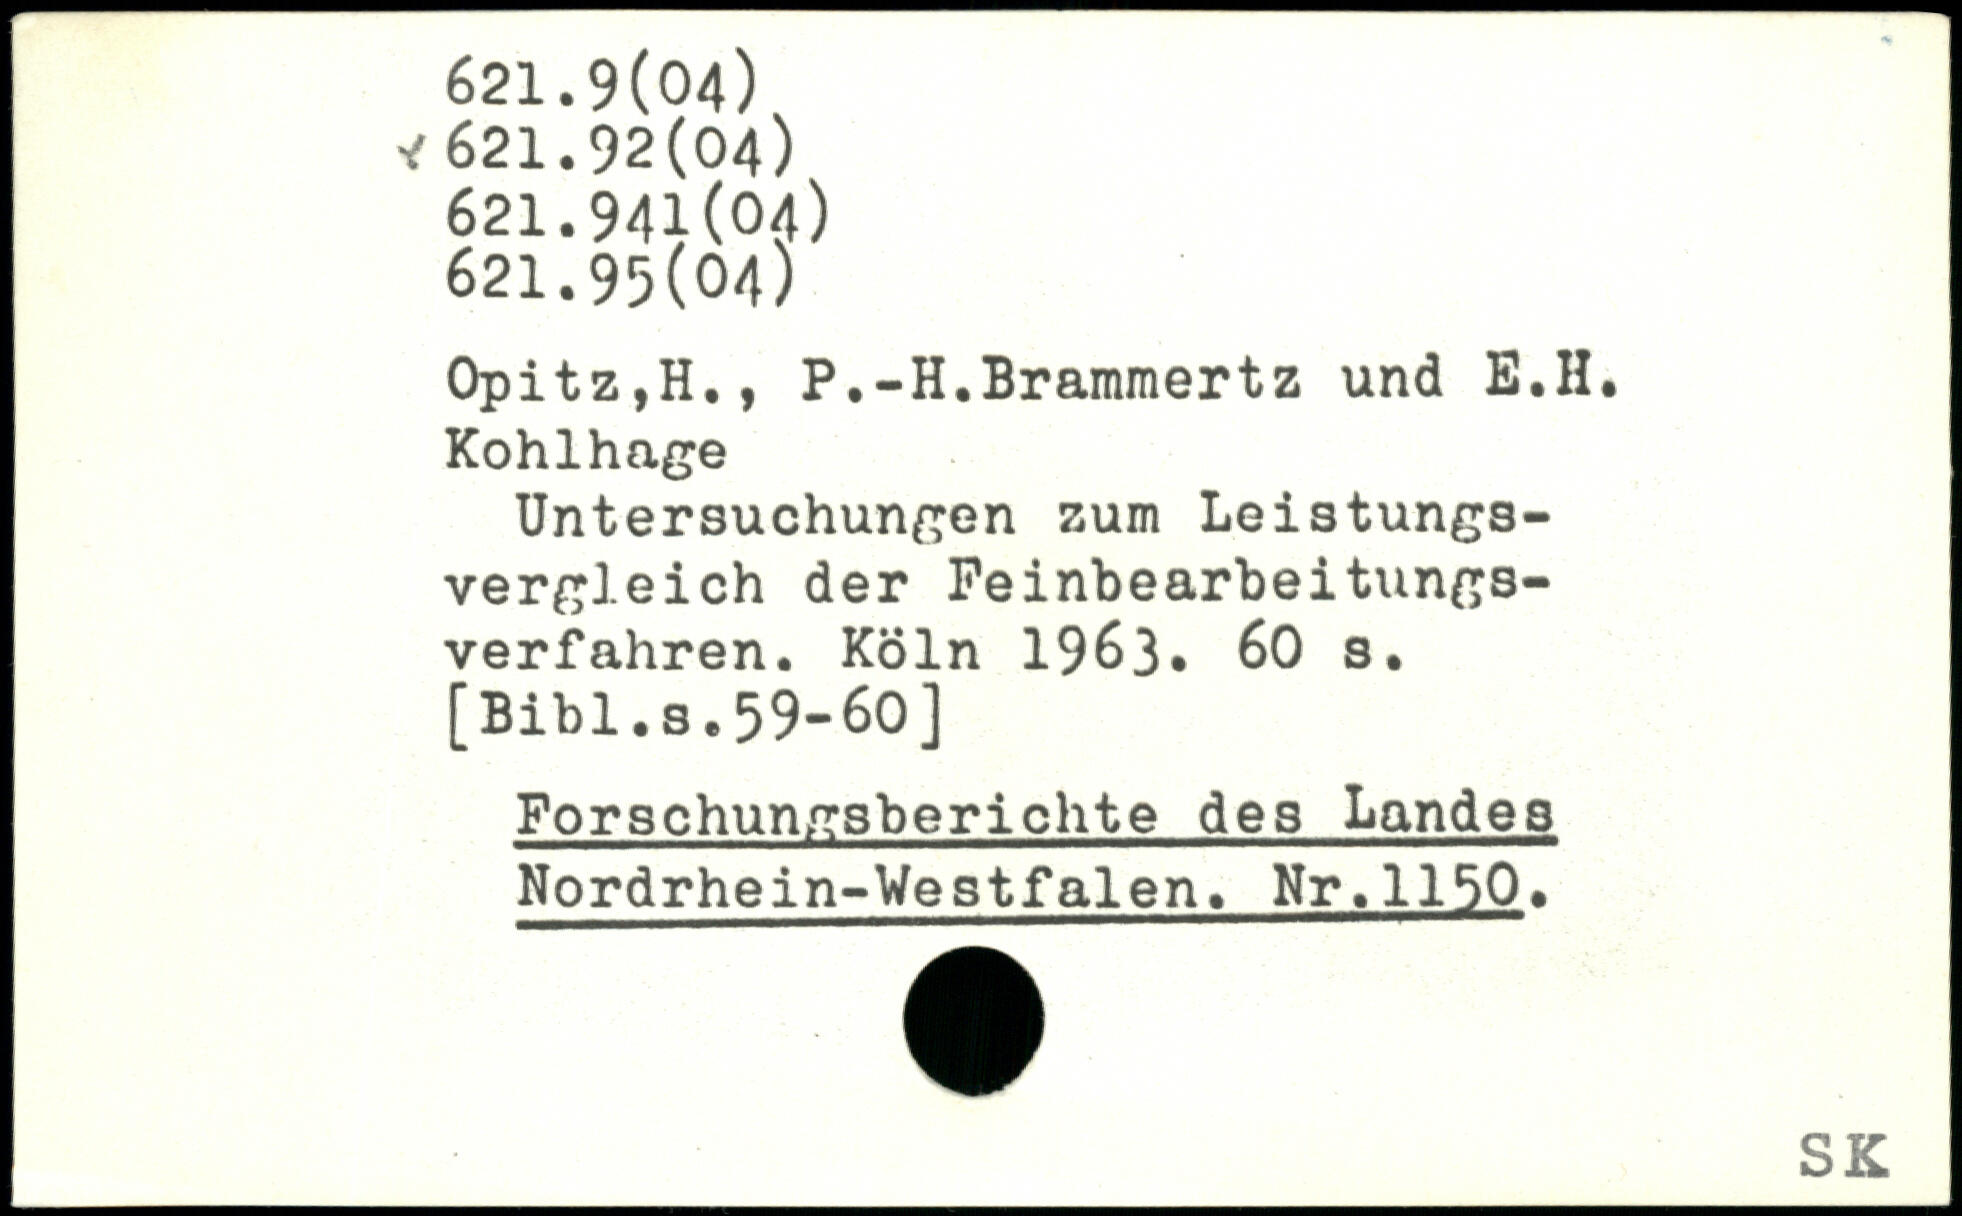 621.9(04)
621.92(04)
621.941(04)
621.95(04)
Opitz,H., P.-H.Brammertz und E.H.
Kohlhage
Untersuchungen zum Leistungs-
vergleich der Feinbearbeitungs-
verfahren. Köln 1963. 60 s.
[Bibl.s.59-60]
Forschungsberichte des Landes
Nordrhein-Westfalen. Nr.1150.
SK